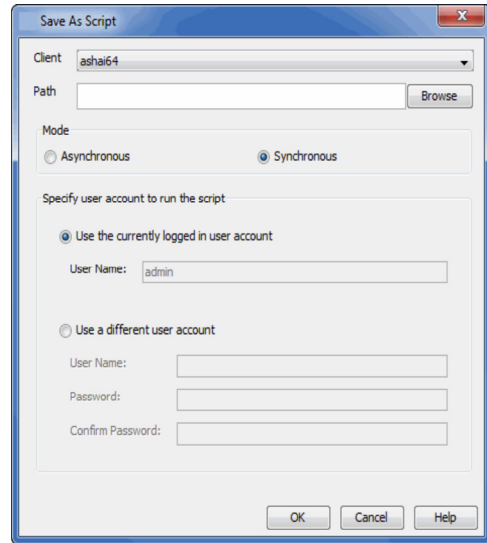 Save As Script
Client ashai64
Path Browse
Mode
Asynchronous Synchronous
Specify user account to run the script
Use the currently logged in user account
User Name: admin
Use a different user account
User Name:
Password:
Confirm Password:
OK Cancel Help